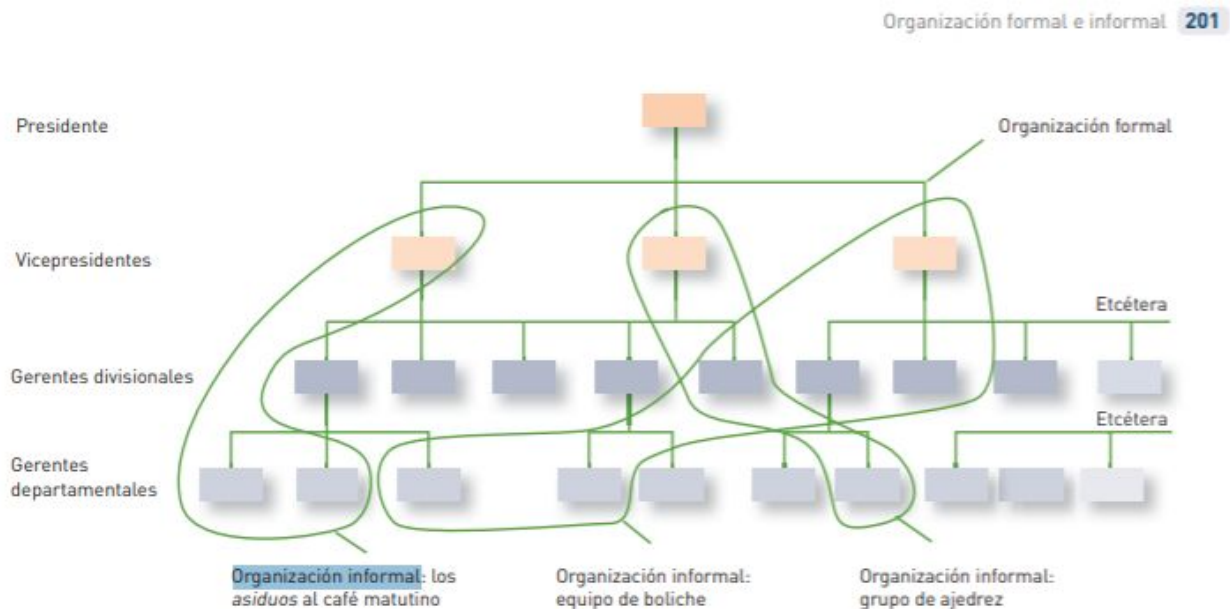 Organización formal e informal 201
Presidente
Organización formal
Vicepresidentes
Etcétera
Gerentes divisionales
Etcétera
Gerentes
departamentales
Organización informal: los
asiduos al café matutino
Organización informal:
equipo de boliche
Organización informal:
grupo de ajedrez